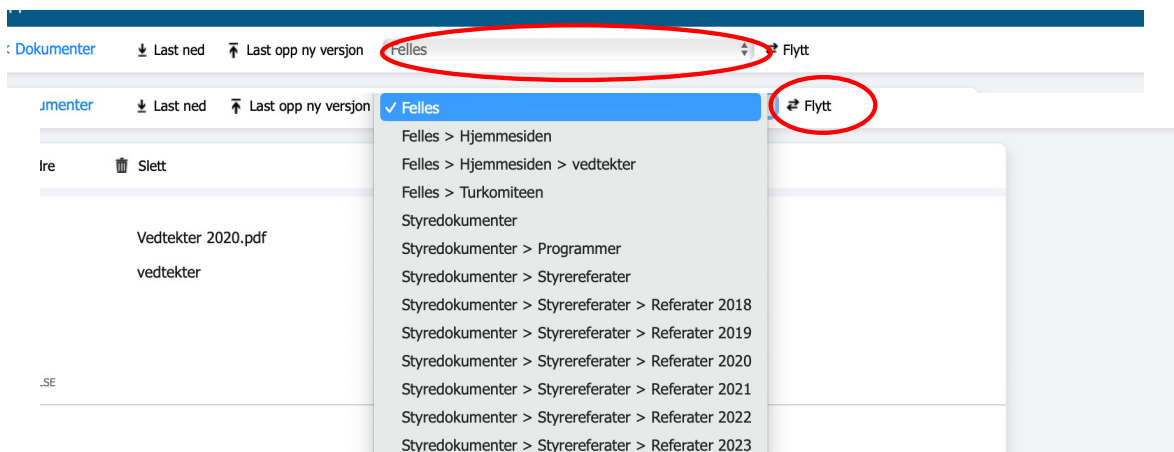 Dokumenter Last ned Last opp ny versjon Felles Flytt
umenter Last ned Last opp ny versjon ✓ Felles Flytt
Felles > Hjemmesiden
dre Slett
Felles > Hjemmesiden > vedtekter
Felles > Turkomiteen
Styredokumenter
Vedtekter 2020.pdf
Styredokumenter > Programmer
vedtekter
Styredokumenter > Styrereferater
Styredokumenter > Styrereferater > Referater 2018
Styredokumenter > Styrereferater > Referater 2019
Styredokumenter > Styrereferater > Referater 2020
LSE
Styredokumenter > Styrereferater > Referater 2021
Styredokumenter > Styrereferater > Referater 2022
Styredokumenter > Styrereferater > Referater 2023